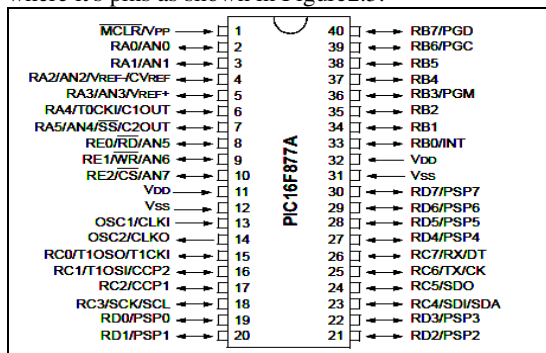 where it's pins as shown in Figure2.5.
MCLR/VPP 1 40 RB7/PGD
RA0/AN0 2 39 RB6/PGC
RA1/AN1 3 38 RB5
RA2/AN2/VREF-/CVREF 4 37 RB4
RA3/AN3/VREF+ 5 36 RB3/PGM
RA4/T0CKI/C1OUT 6 35 RB2
RA5/AN4/SS/C2OUT 7 34 RB1
RE0/RD/AN5 8 33 RB0/INT
RE1/WR/AN6 9 32 VDD
RE2/CS/AN7 10 31 VSS
VDD 11 30 RD7/PSP7
VSS 12 29 RD6/PSP6
OSC1/CLKI 13 28 RD5/PSP5
OSC2/CLKO 14 27 RD4/PSP4
RC0/T1OSO/T1CKI 15 26 RC7/RX/DT
RC1/T1OSI/CCP2 16 25 RC6/TX/CK
RC2/CCP1 17 24 RC5/SDO
RC3/SCK/SCL 18 23 RC4/SDI/SDA
RD0/PSP0 19 22 RD3/PSP3
RD1/PSP1 20 21 RD2/PSP2
PIC16F877A